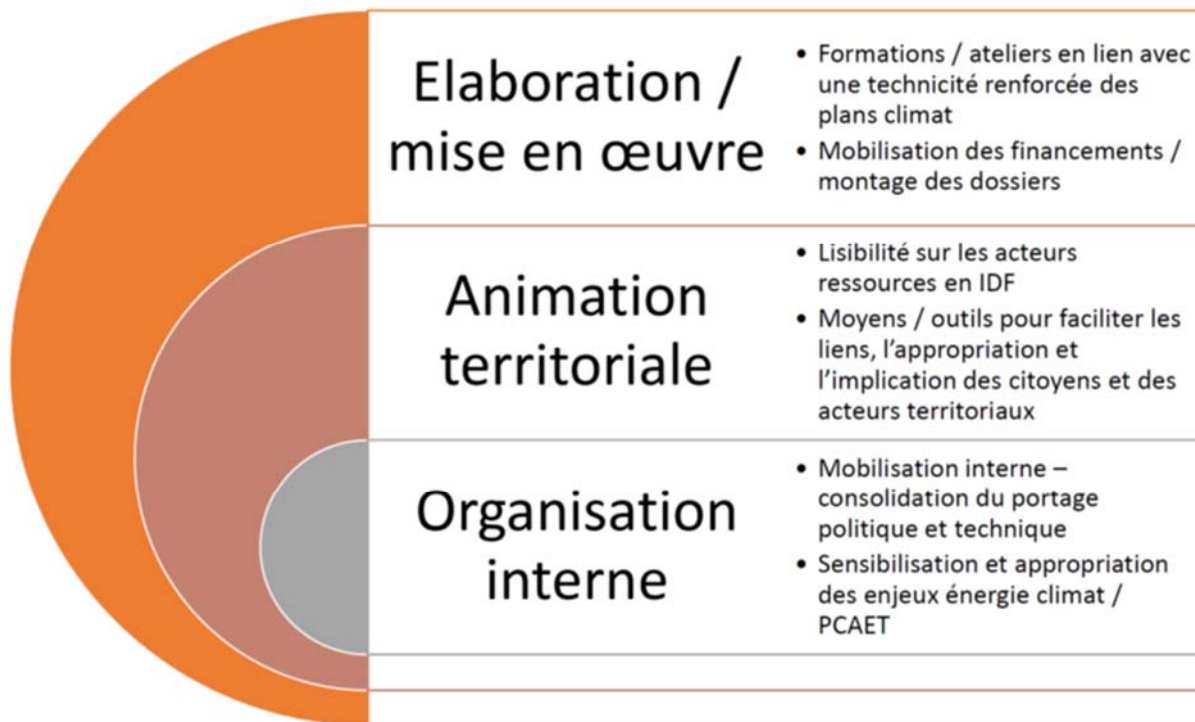 Elaboration /
mise en œuvre
• Formations / ateliers en lien avec
une technicité renforcée des
plans climat
• Mobilisation des financements /
montage des dossiers
Animation
territoriale
• Lisibilité sur les acteurs
ressources en IDF
• Moyens / outils pour faciliter les
liens, l’appropriation et
l’implication des citoyens et des
acteurs territoriaux
Organisation
interne
• Mobilisation interne –
consolidation du portage
politique et technique
• Sensibilisation et appropriation
des enjeux énergie climat /
PCAET